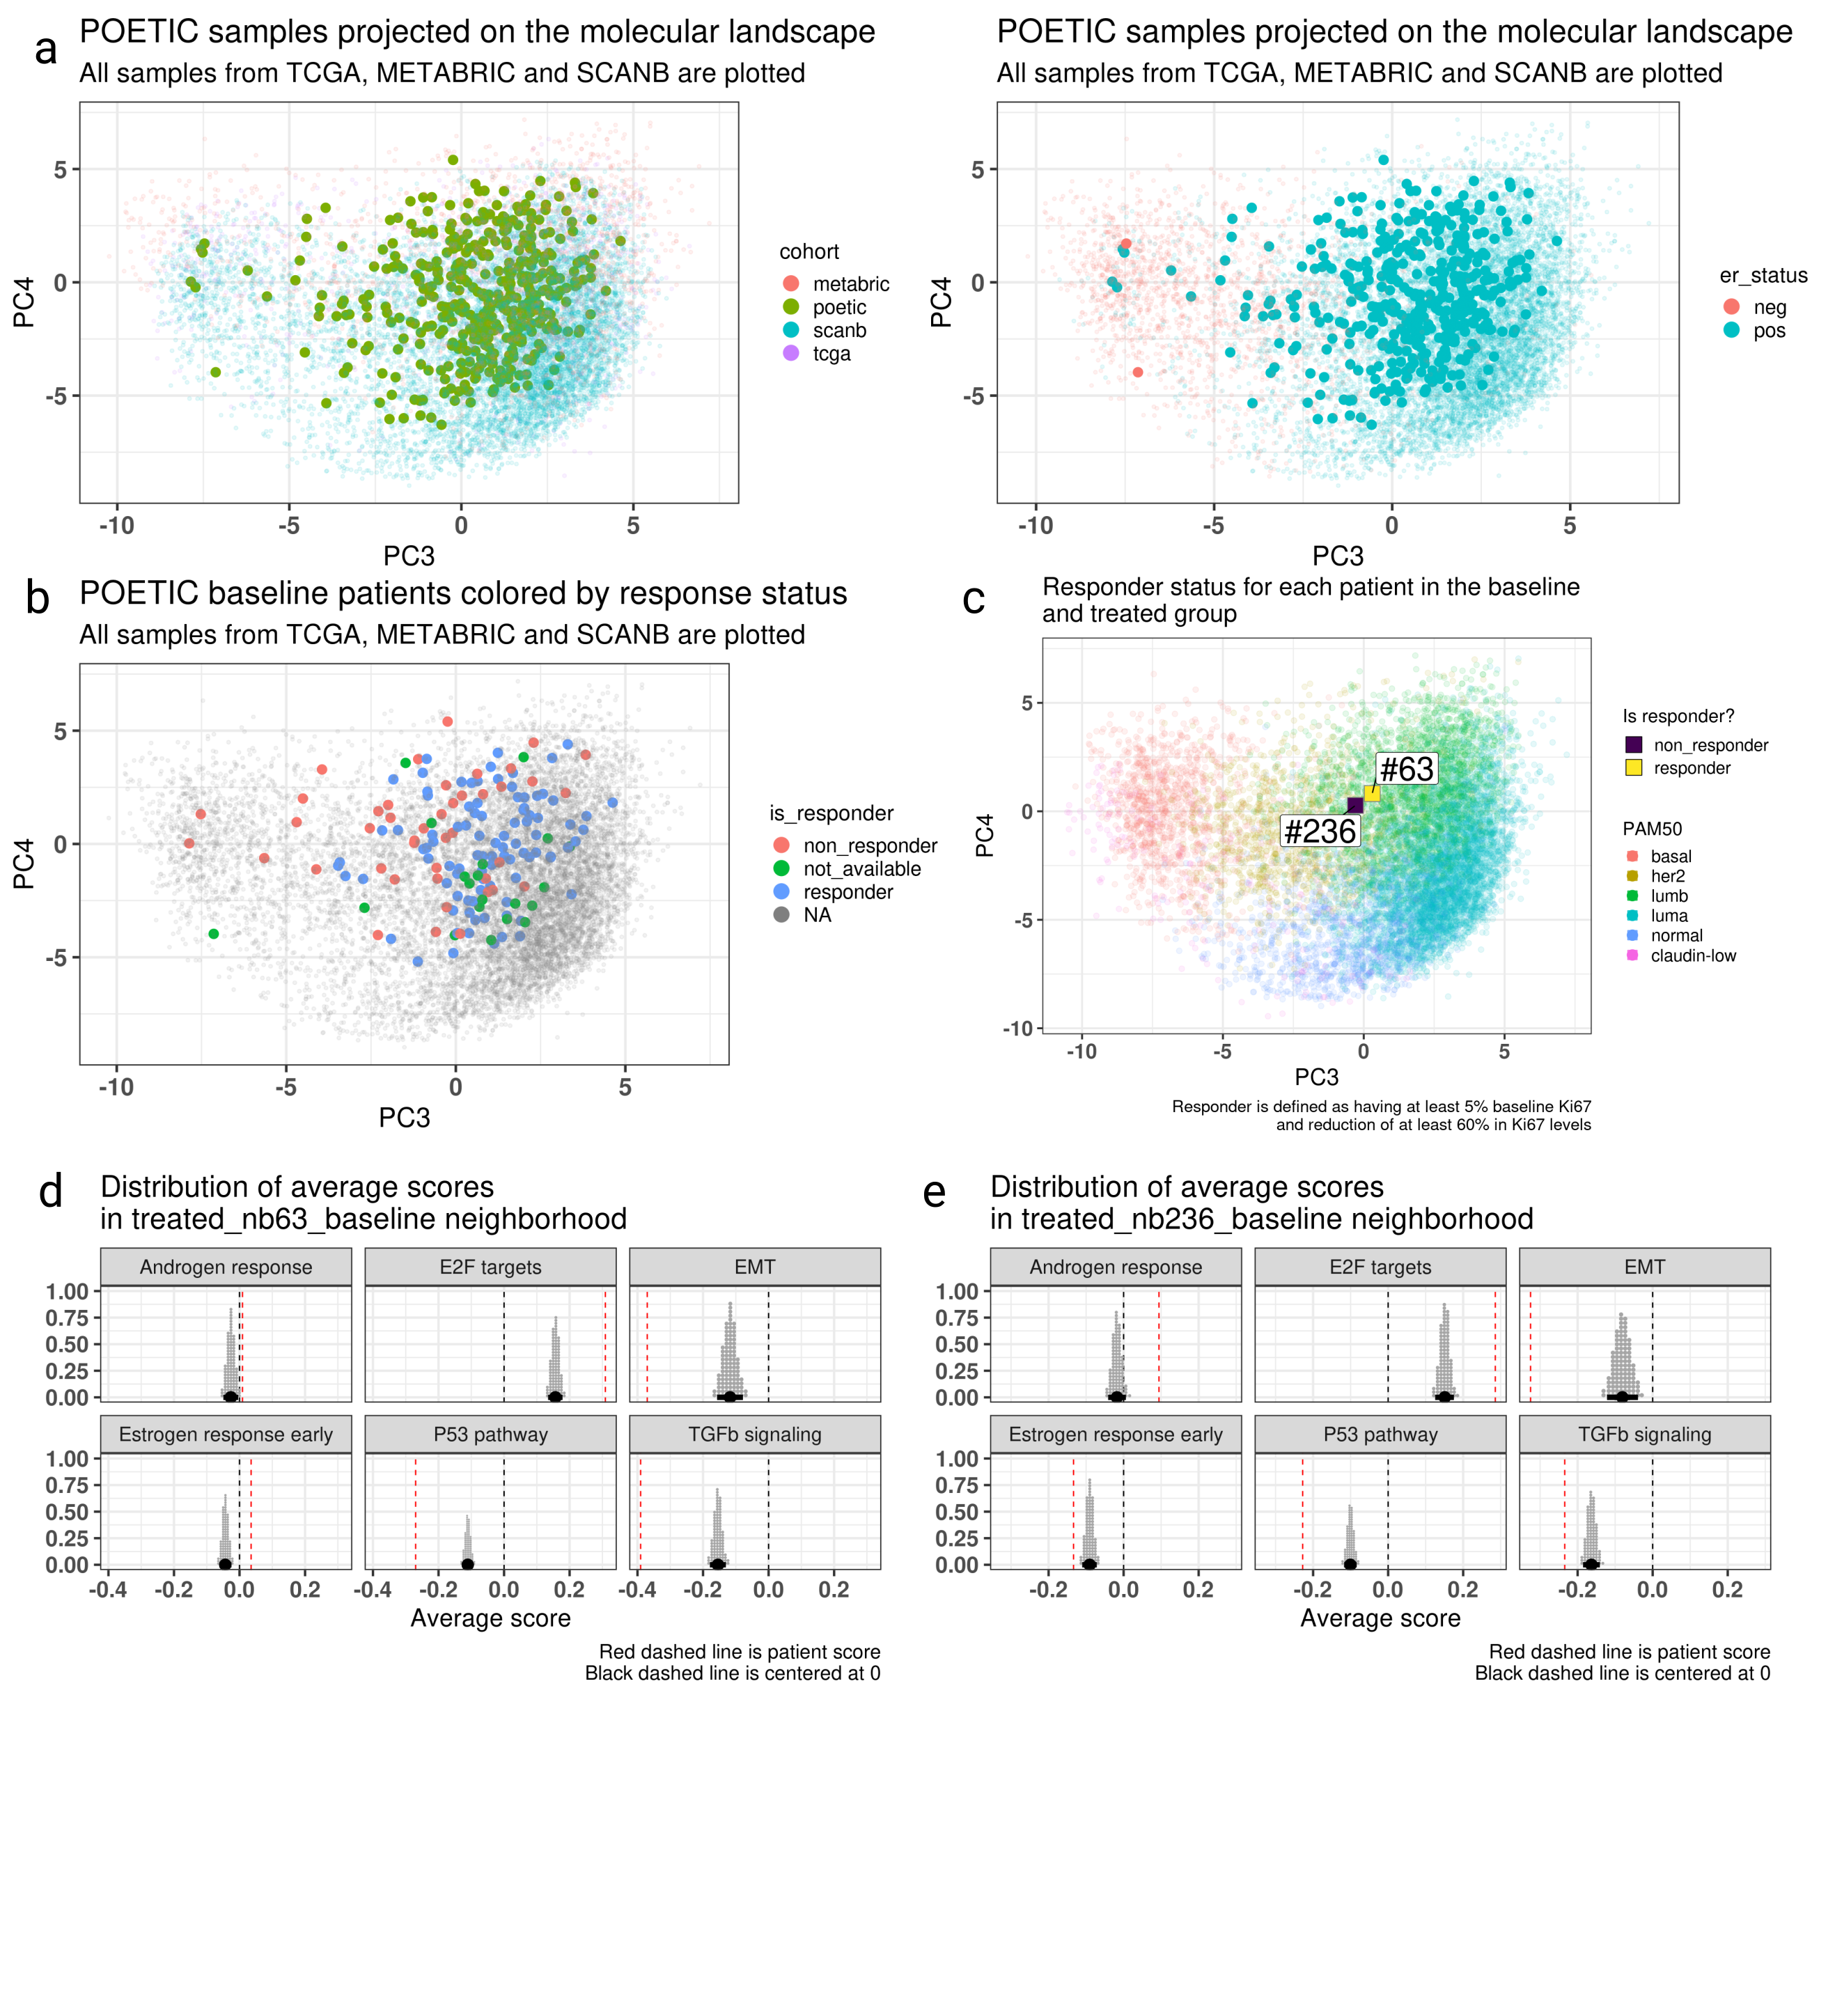 a
POETIC samples projected on the molecular landscape
All samples from TCGA, METABRIC and SCANB are plotted
5
0
-5
PC4
-10 -5 0 5
PC3
cohort
metabric
poetic
scanb
tcga
POETIC samples projected on the molecular landscape
All samples from TCGA, METABRIC and SCANB are plotted
5
0
-5
PC4
-10 -5 0 5
PC3
er_status
neg
pos
b
POETIC baseline patients colored by response status
All samples from TCGA, METABRIC and SCANB are plotted
5
0
-5
PC4
-10 -5 0 5
PC3
is_responder
non_responder
not_available
responder
NA
c
Responder status for each patient in the baseline
and treated group
5
0
-5
-10
PC4
#63
#236
-10 -5 0 5
PC3
Is responder?
non_responder
responder
PAM50
basal
her2
lumb
luma
normal
claudin-low
Responder is defined as having at least 5% baseline Ki67
and reduction of at least 60% in Ki67 levels
d
Distribution of average scores
in treated_nb63_baseline neighborhood
Androgen response E2F targets EMT
1.00
0.75
0.50
0.25
0.00
Estrogen response early P53 pathway TGFb signaling
1.00
0.75
0.50
0.25
0.00
-0.4 -0.2 0.0 0.2 -0.4 -0.2 0.0 0.2 -0.4 -0.2 0.0 0.2
Average score
Red dashed line is patient score
Black dashed line is centered at 0
e
Distribution of average scores
in treated_nb236_baseline neighborhood
Androgen response E2F targets EMT
1.00
0.75
0.50
0.25
0.00
Estrogen response early P53 pathway TGFb signaling
1.00
0.75
0.50
0.25
0.00
-0.2 0.0 0.2 -0.2 0.0 0.2 -0.2 0.0 0.2
Average score
Red dashed line is patient score
Black dashed line is centered at 0